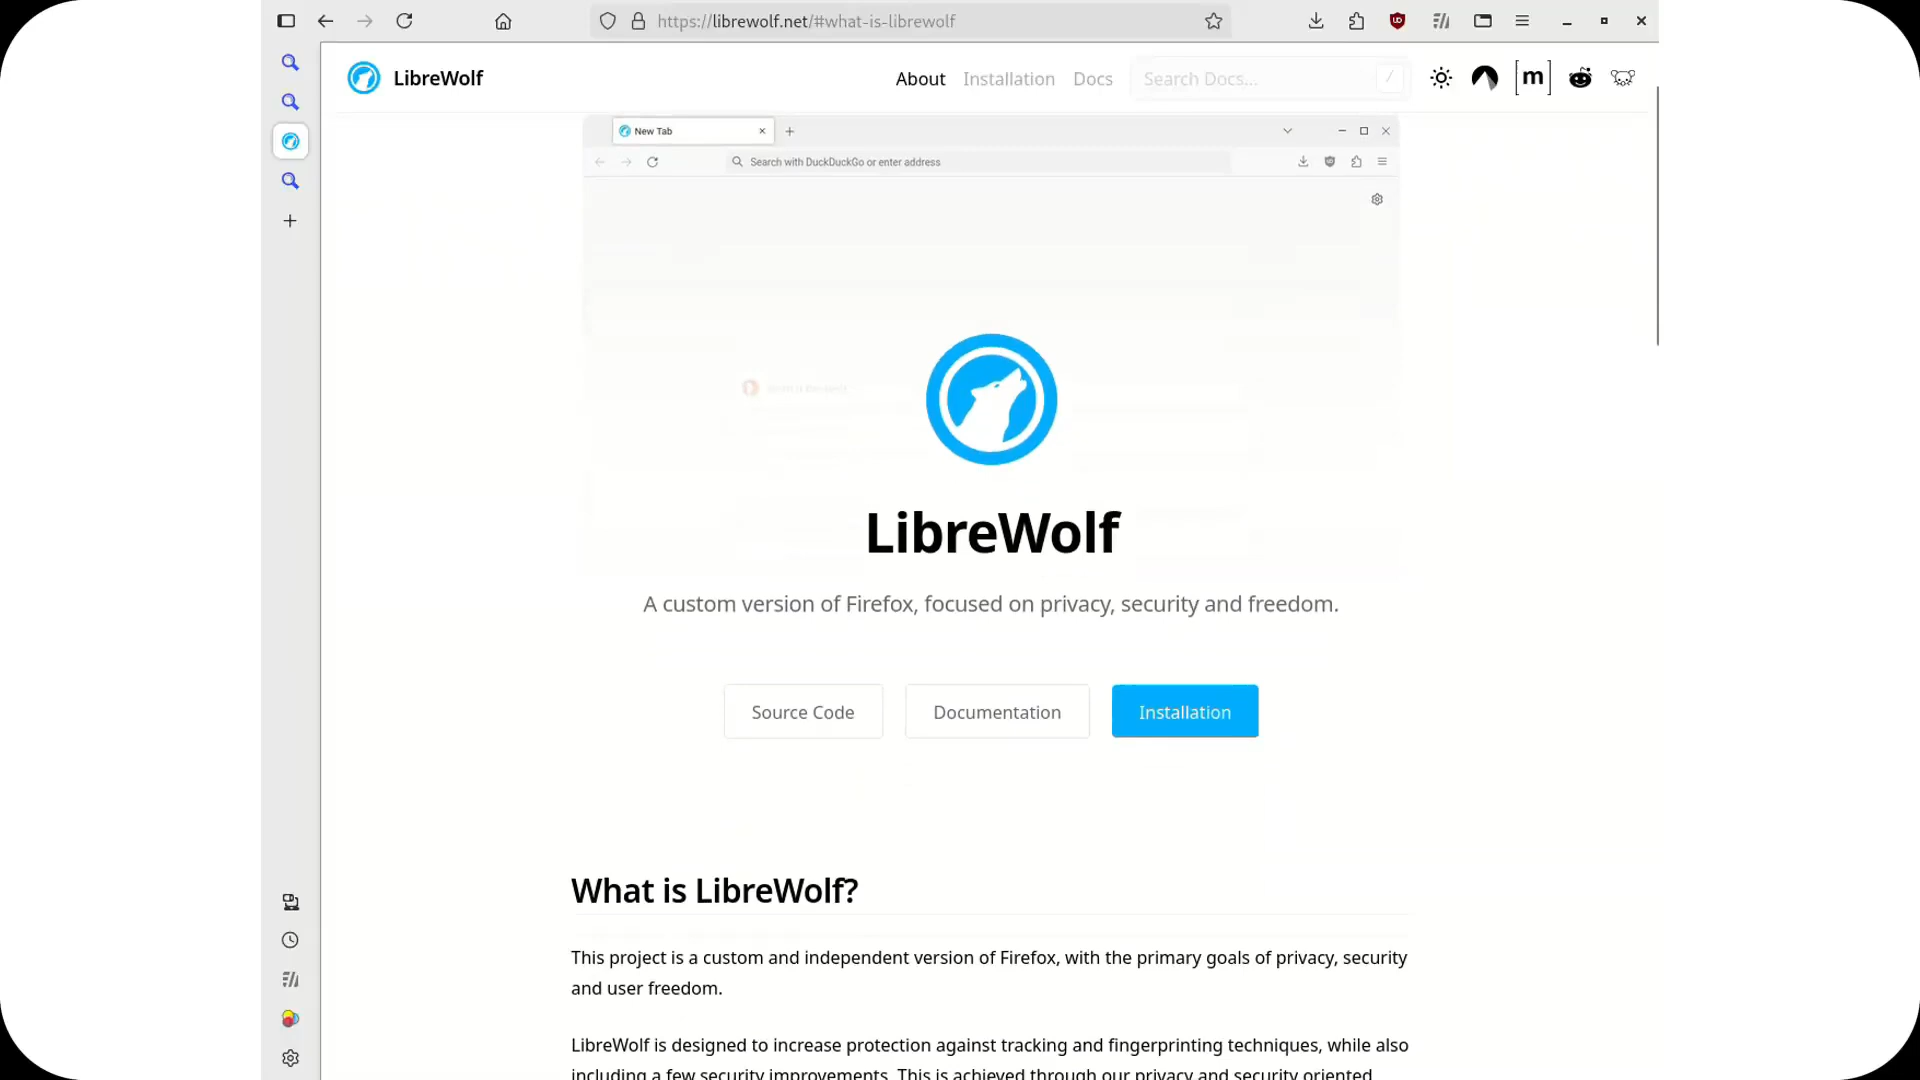 https://librewolf.net/#what-is-librewolf
LibreWolf
About
Installation
Docs
Search Docs...
/
[m]
New Tab
Search with DuckDuckGo or enter address
LibreWolf
A custom version of Firefox, focused on privacy, security and freedom.
Source Code
Documentation
Installation
What is LibreWolf?
This project is a custom and independent version of Firefox, with the primary goals of privacy, security
and user freedom.
LibreWolf is designed to increase protection against tracking and fingerprinting techniques, while also
including a few security improvements. This is achieved through our privacy and security oriented